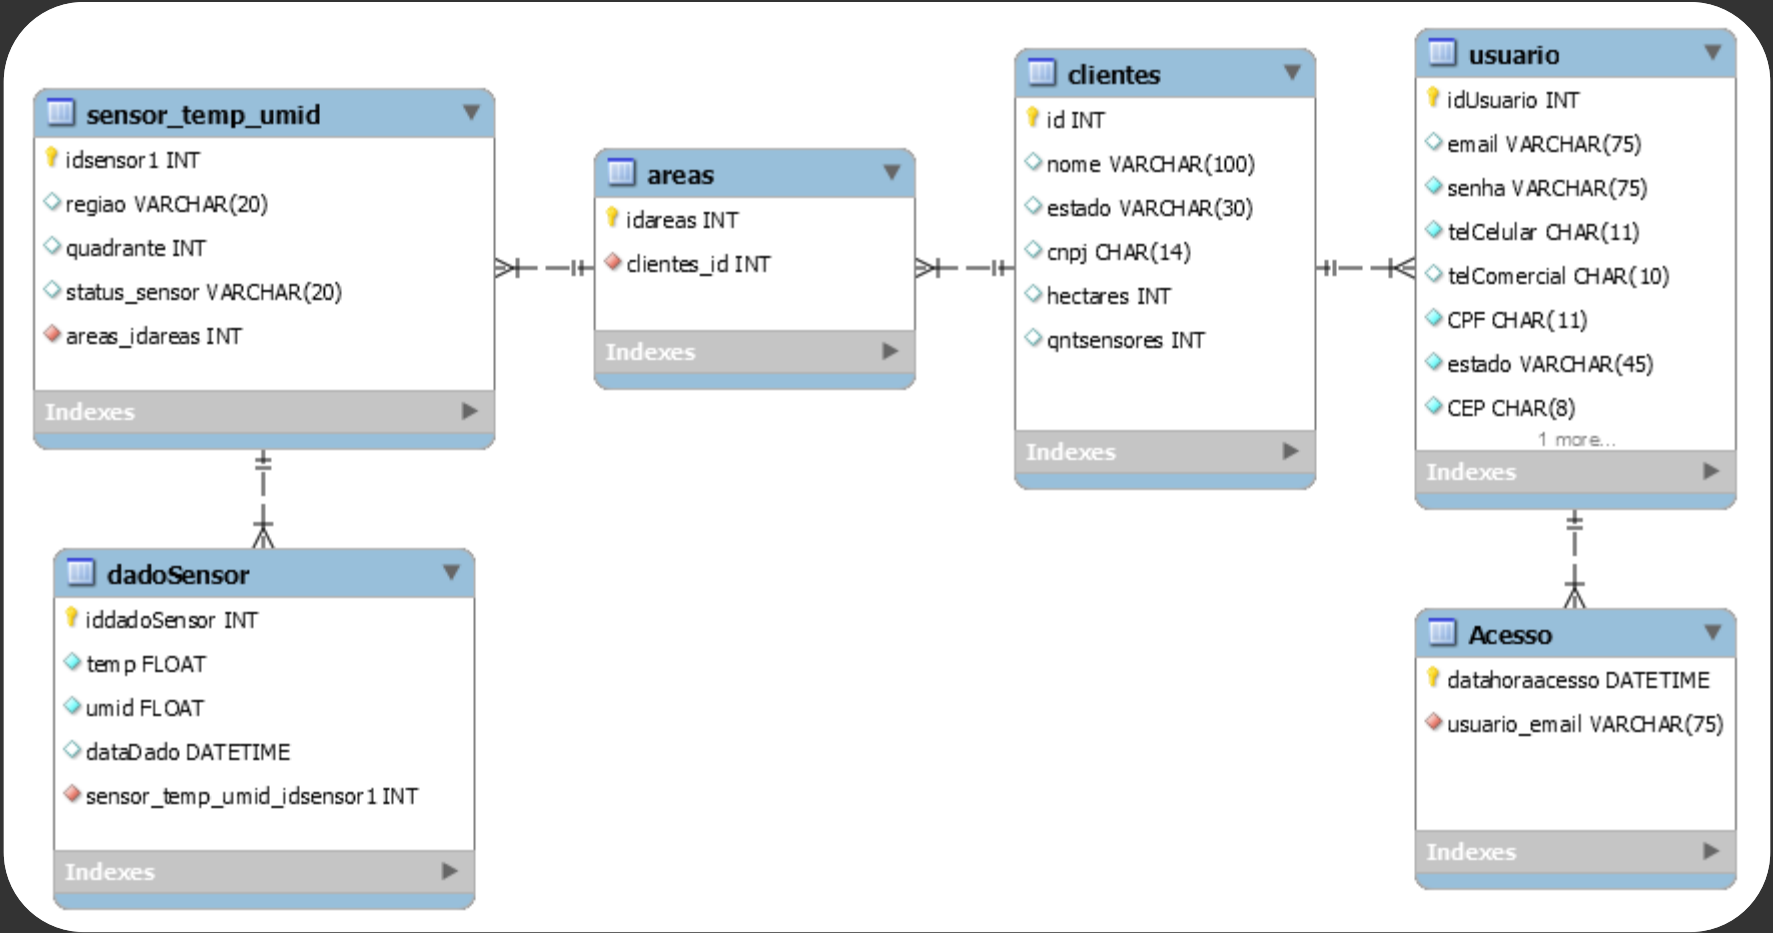 sensor_temp_umid
idsensor1 INT
regiao VARCHAR(20)
quadrante INT
status_sensor VARCHAR(20)
areas_idareas INT
Indexes
dadoSensor
iddadoSensor INT
temp FLOAT
umid FLOAT
dataDado DATETIME
sensor_temp_umid_idsensor1 INT
Indexes
areas
idareas INT
clientes_id INT
Indexes
clientes
id INT
nome VARCHAR(100)
estado VARCHAR(30)
cnpj CHAR(14)
hectares INT
qntsensores INT
Indexes
usuario
idUsuario INT
email VARCHAR(75)
senha VARCHAR(75)
telCelular CHAR(11)
telComercial CHAR(10)
CPF CHAR(11)
estado VARCHAR(45)
CEP CHAR(8)
1 more...
Indexes
Acesso
datahoraacesso DATETIME
usuario_email VARCHAR(75)
Indexes